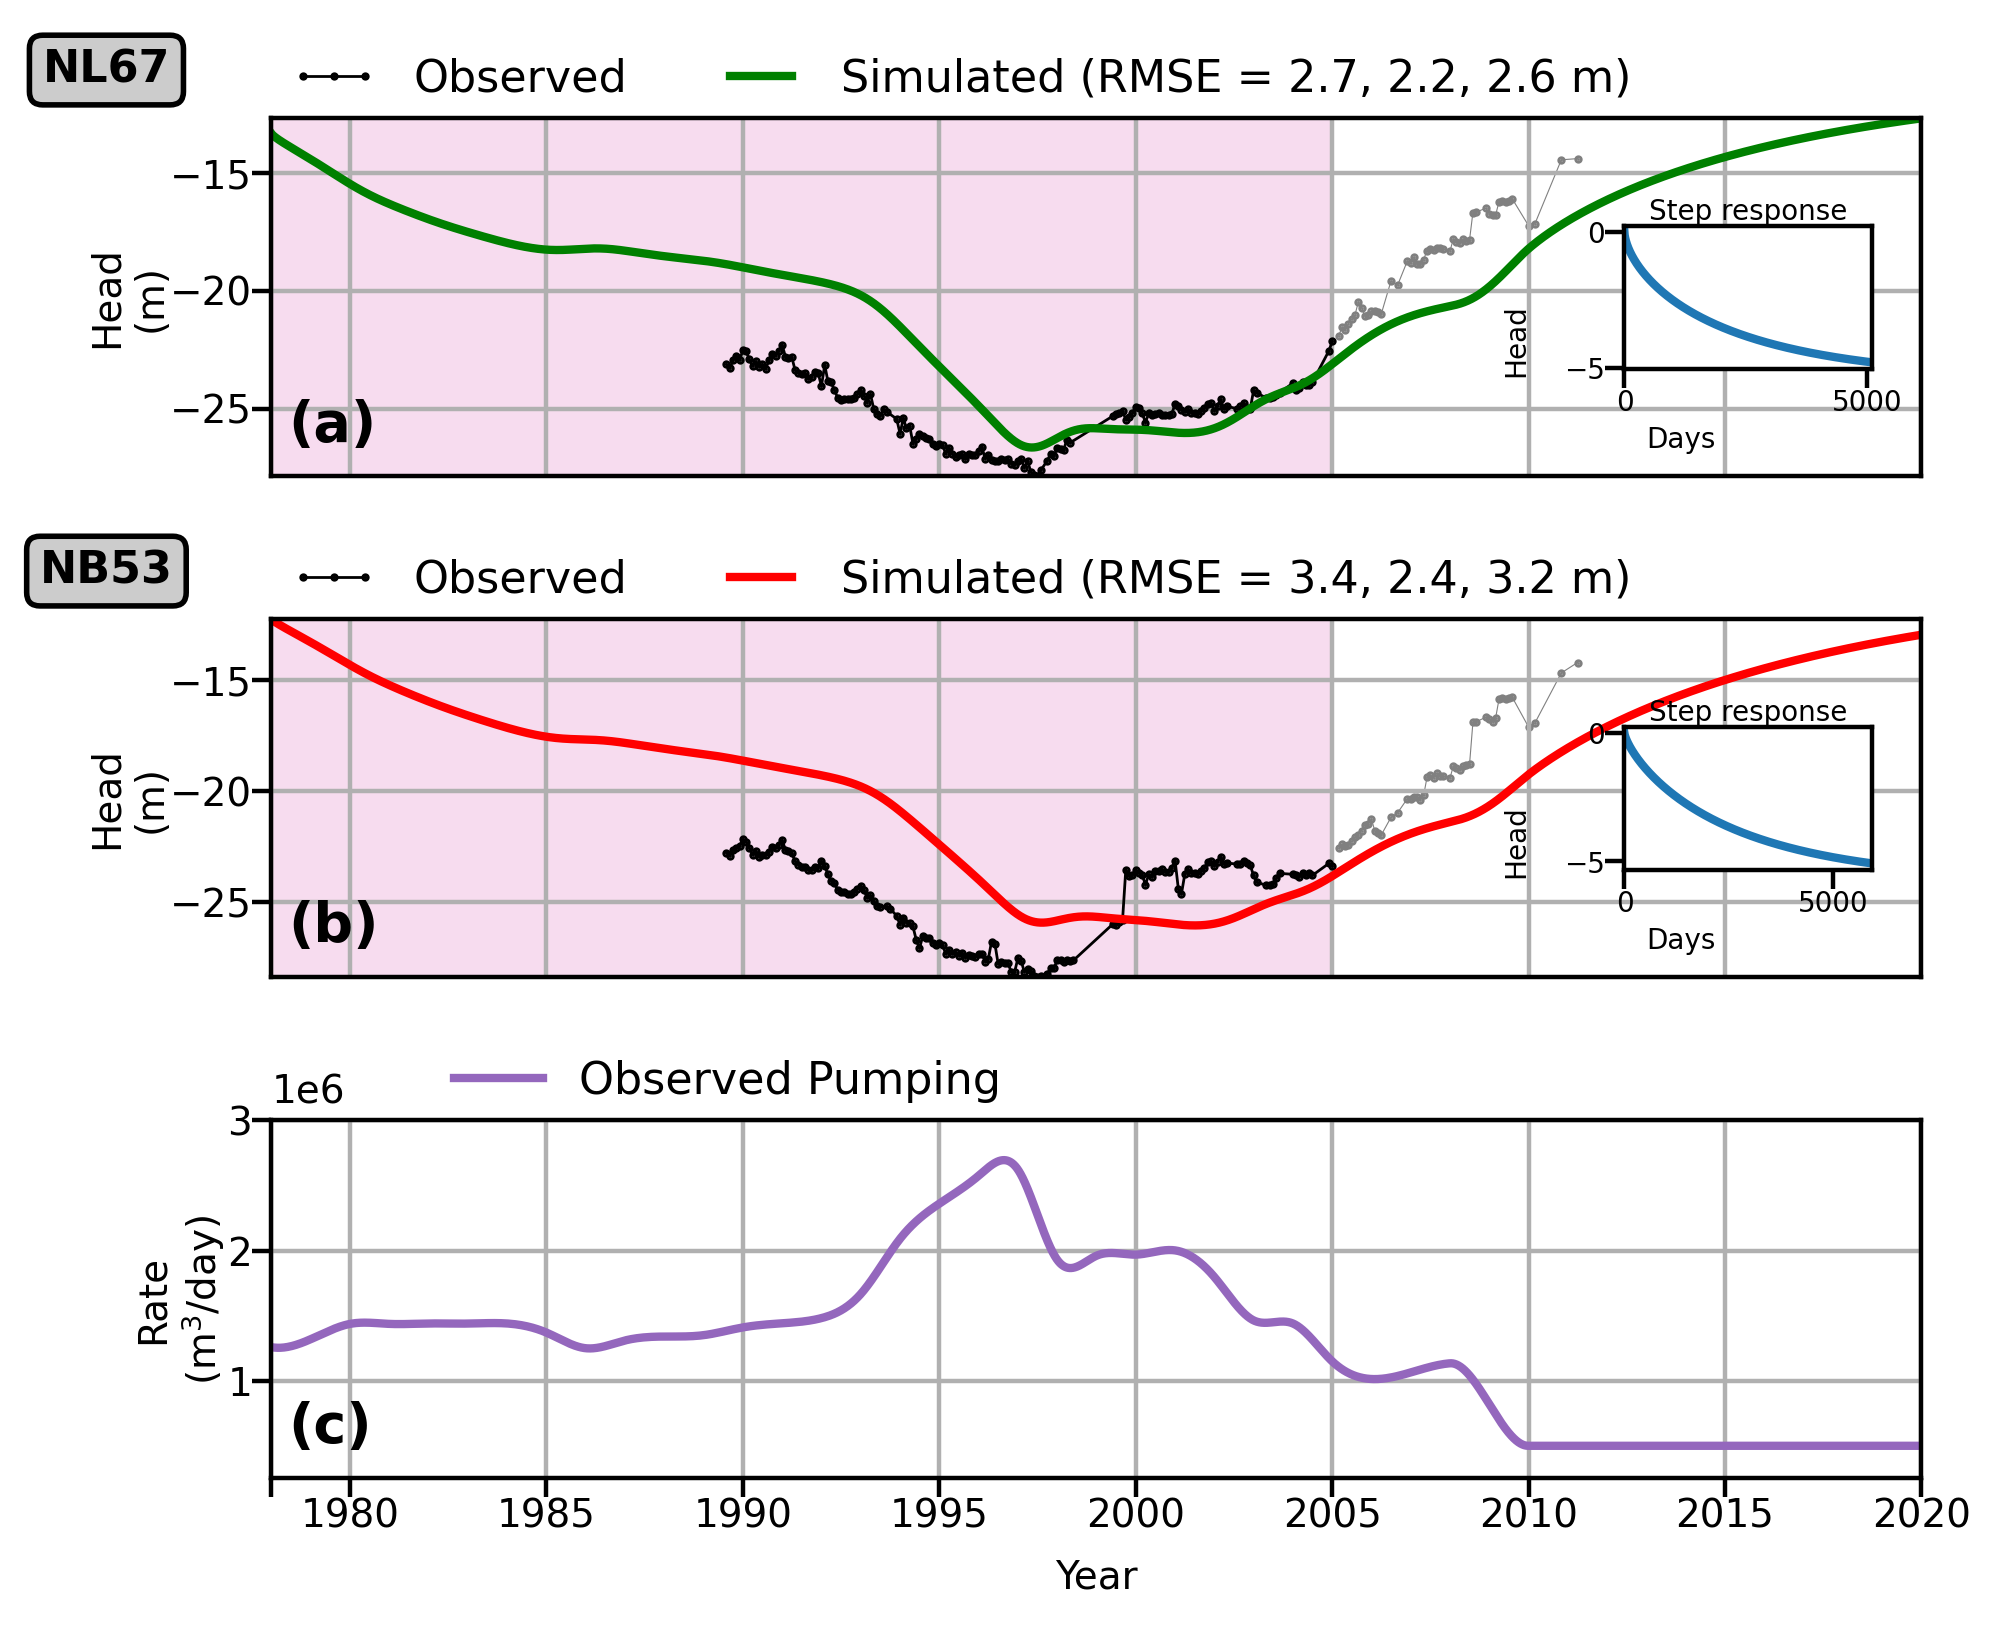 NL67
Observed
Simulated (RMSE = 2.7, 2.2, 2.6 m)
−15
−20
−25
Head
(m)
(a)
Step response
0
−5
Head
0
5000
Days
NB53
Observed
Simulated (RMSE = 3.4, 2.4, 3.2 m)
−15
−20
−25
Head
(m)
(b)
Step response
0
−5
Head
0
5000
Days
Observed Pumping
1e6
3
2
1
Rate
(m³/day)
(c)
1980
1985
1990
1995
2000
2005
2010
2015
2020
Year